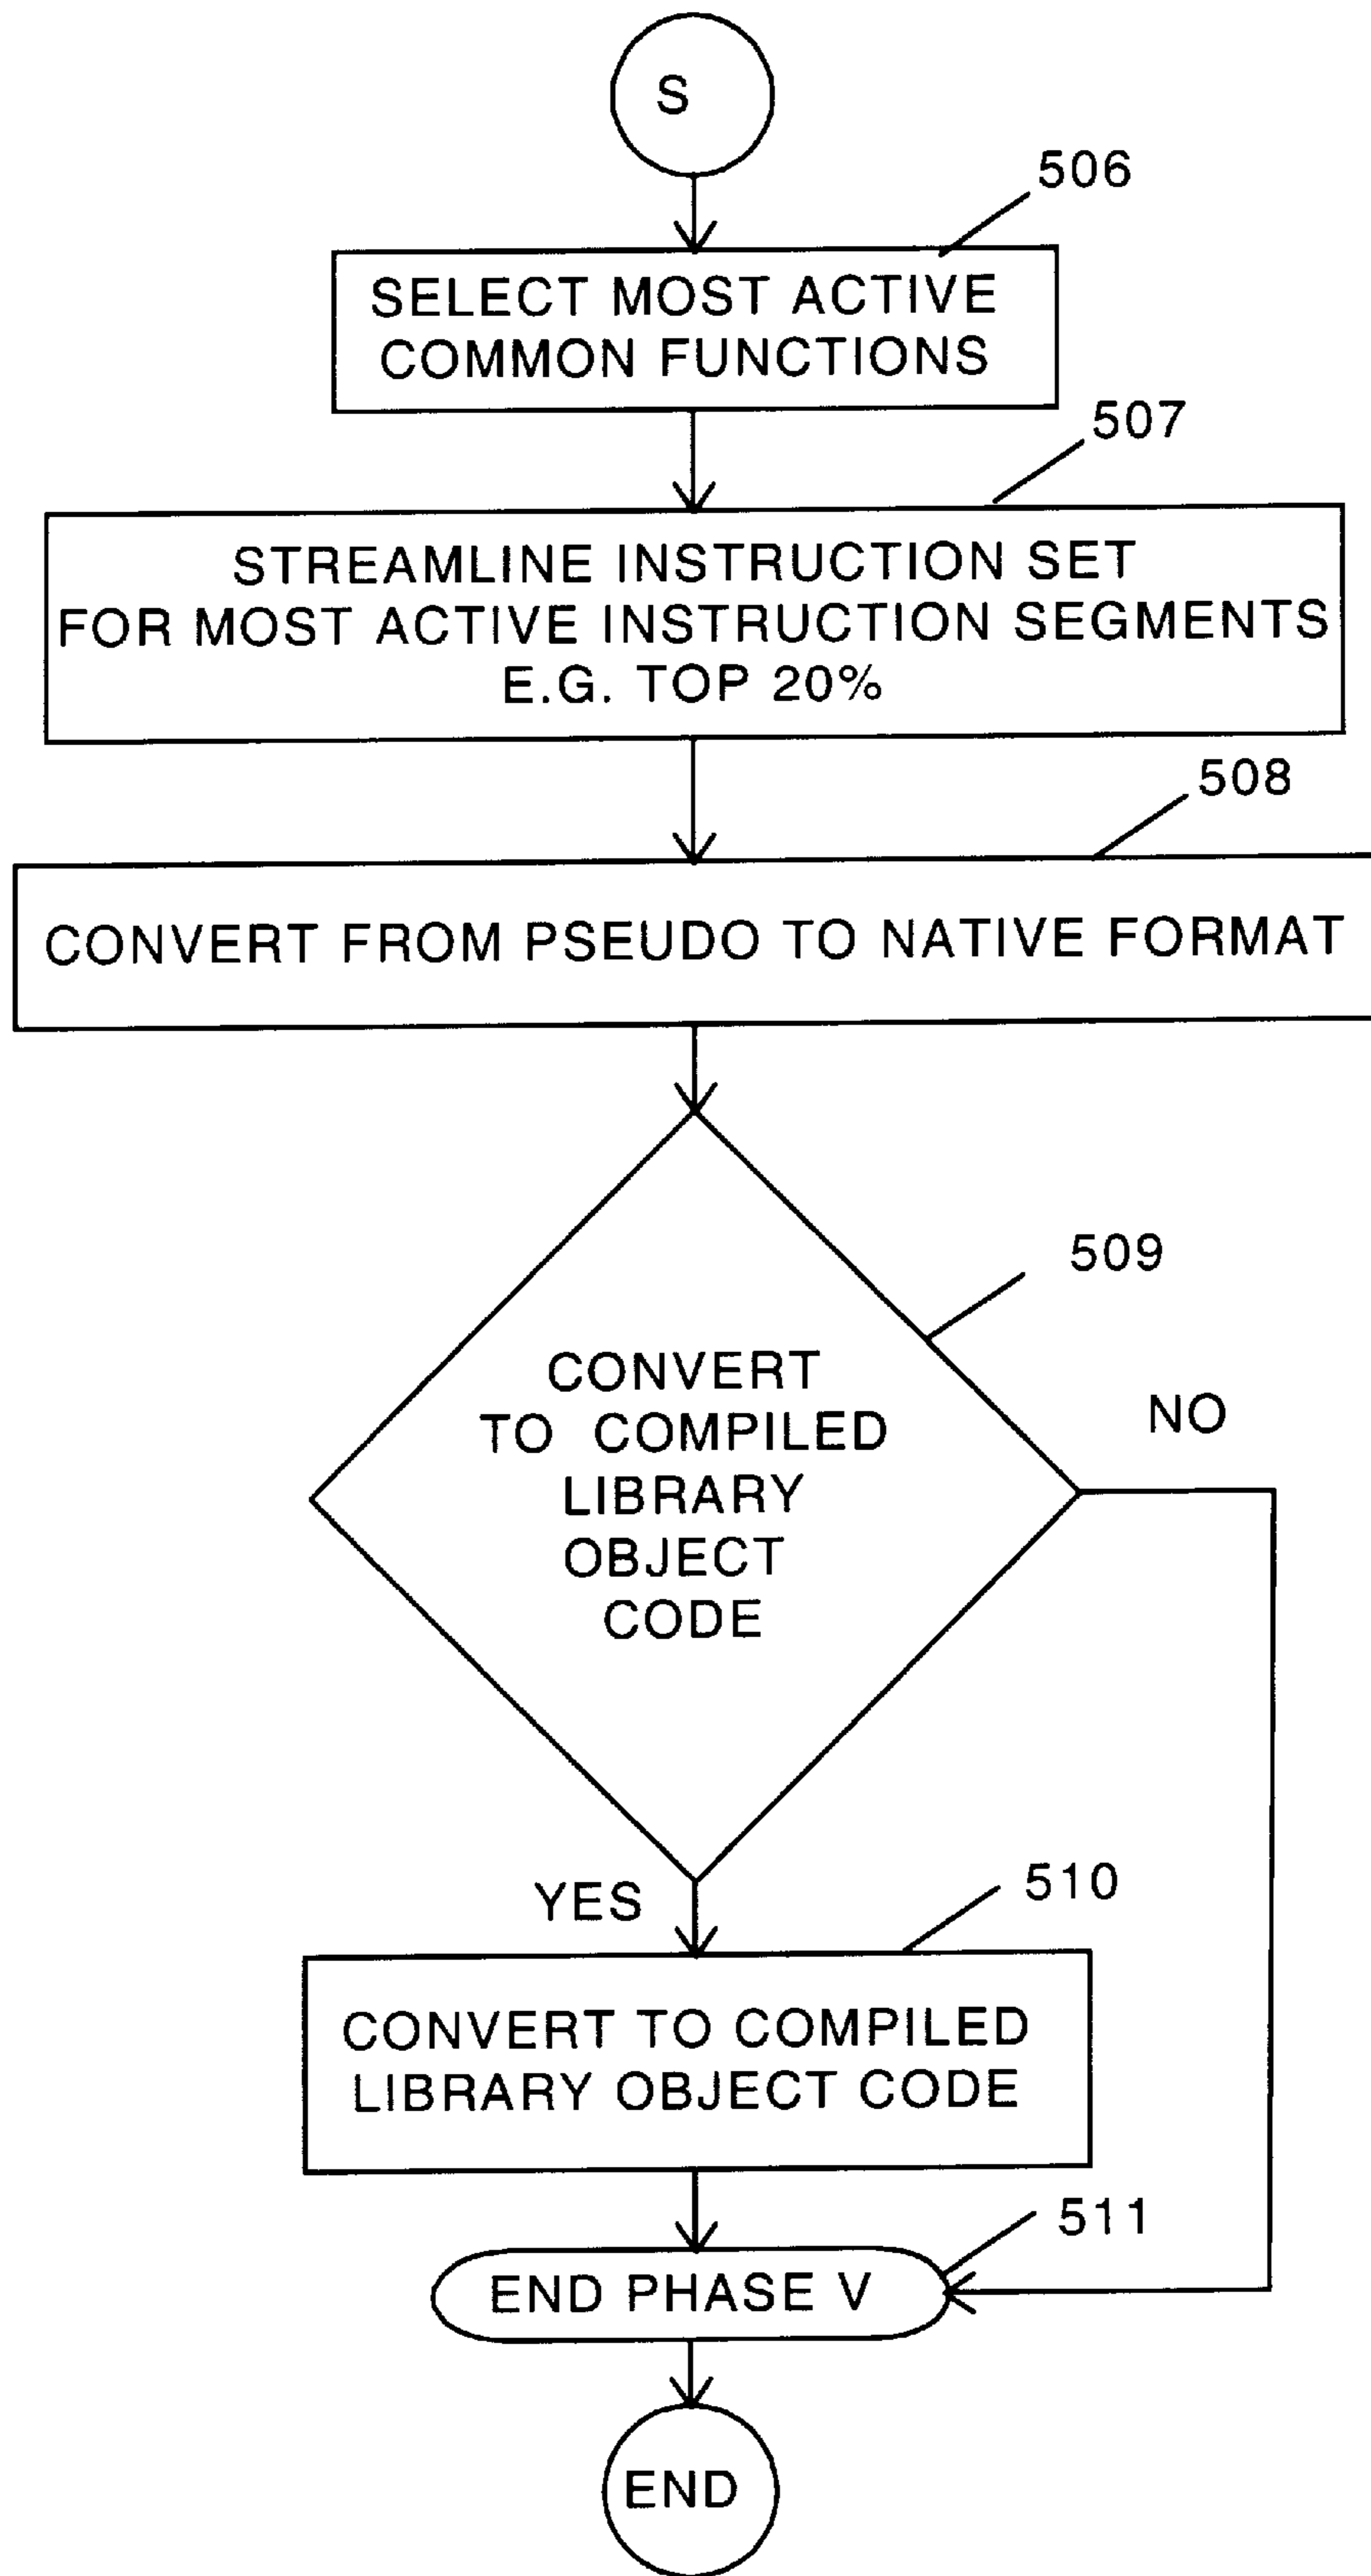 S
506
SELECT MOST ACTIVE
COMMON FUNCTIONS
507
STREAMLINE INSTRUCTION SET
FOR MOST ACTIVE INSTRUCTION SEGMENTS
E.G. TOP 20%
508
CONVERT FROM PSEUDO TO NATIVE FORMAT
509
CONVERT
TO COMPILED
LIBRARY
OBJECT
CODE
NO
YES
510
CONVERT TO COMPILED
LIBRARY OBJECT CODE
511
END PHASE V
END